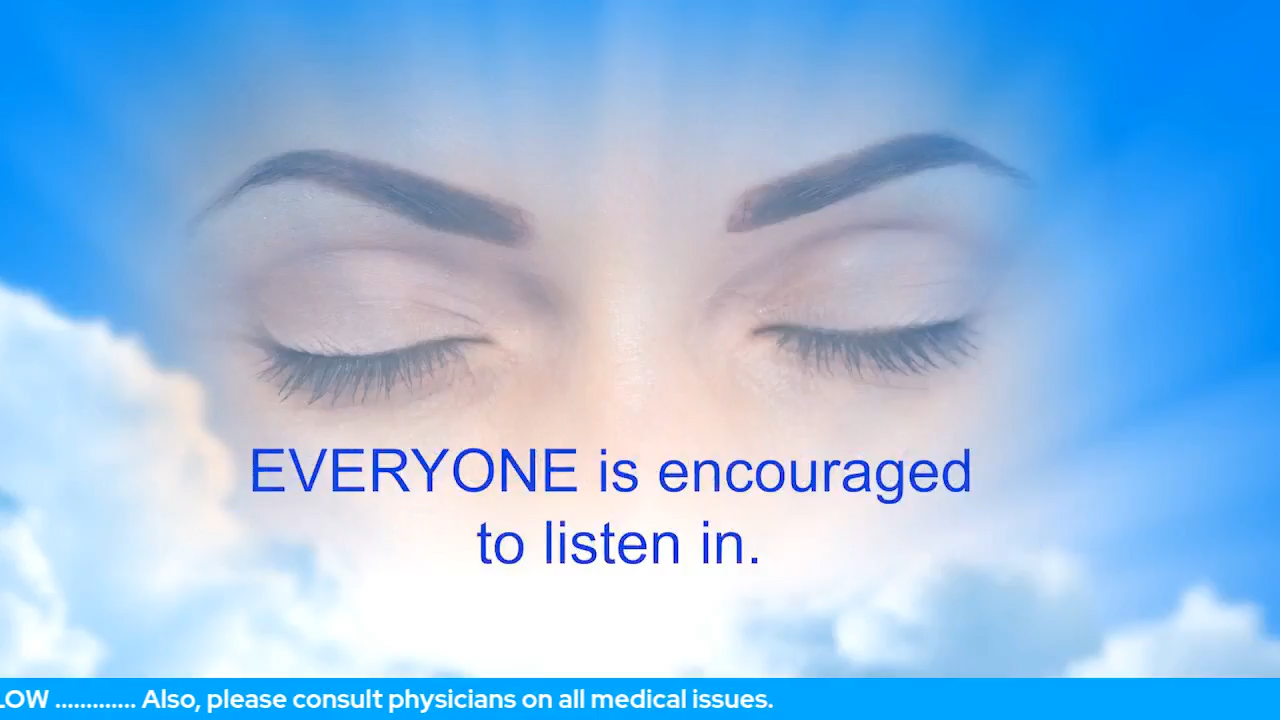 EVERYONE is encouraged
to listen in.
LOW ............. Also, please consult physicians on all medical issues.